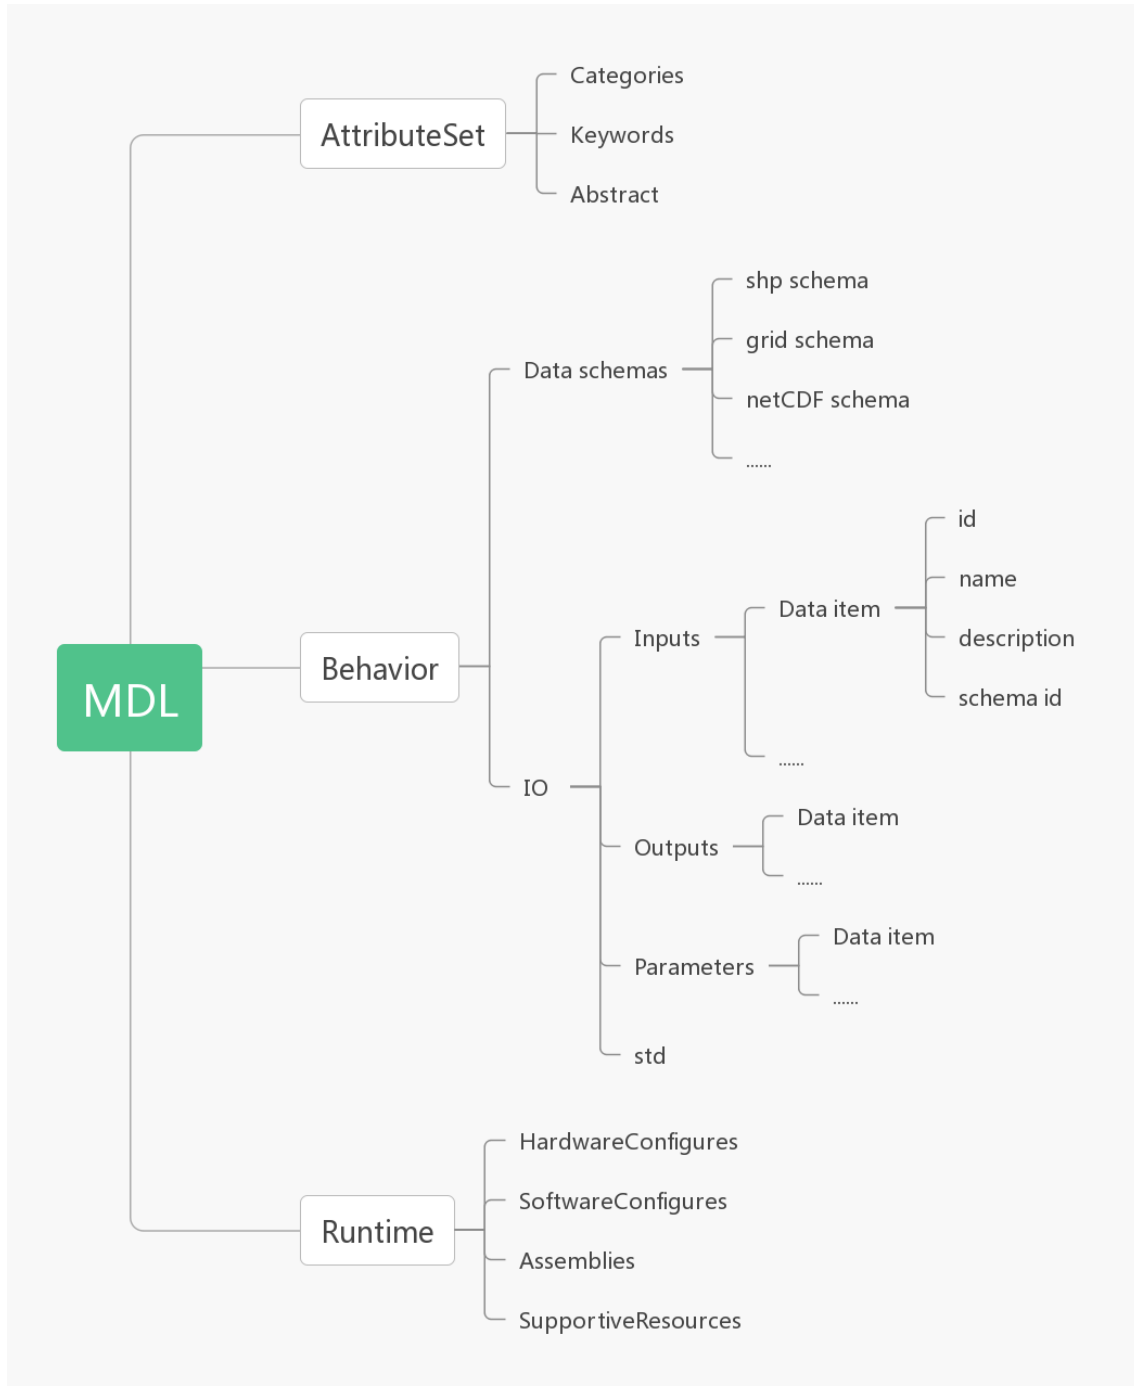 Categories
AttributeSet
Keywords
Abstract
shp schema
grid schema
Data schemas
netCDF schema
......
id
name
Data item
Inputs
description
Behavior
schema id
MDL
......
IO
Data item
Outputs
......
Data item
Parameters
......
std
HardwareConfigures
SoftwareConfigures
Runtime
Assemblies
SupportiveResources